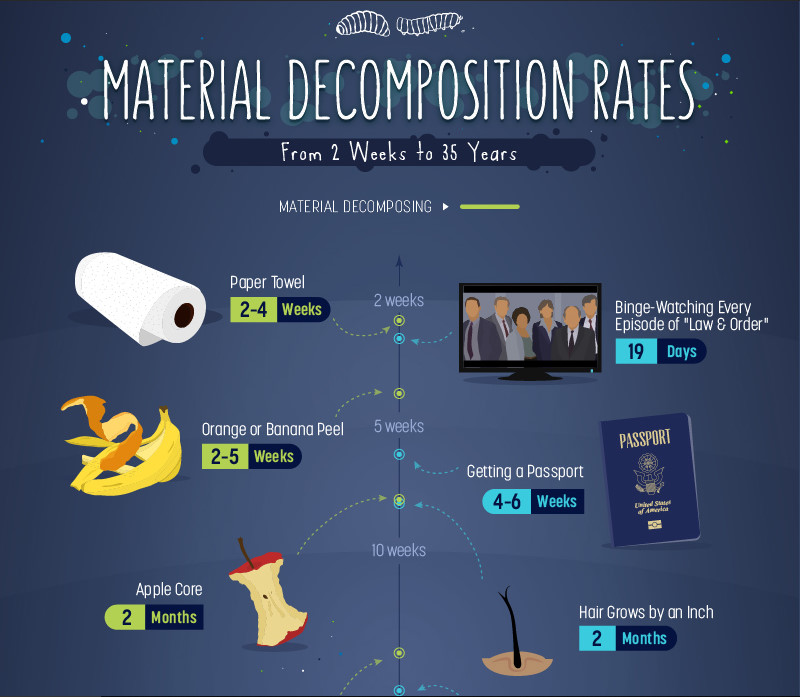 MATERIAL DECOMPOSITION RATES
From 2 Weeks to 35 Years
MATERIAL DECOMPOSING
Paper Towel
2-4 Weeks
2 weeks
Binge-Watching Every
Episode of "Law & Order"
19 Days
Orange or Banana Peel
2-5 Weeks
5 weeks
Getting a Passport
4-6 Weeks
PASSPORT
United States
of America
10 weeks
Apple Core
2 Months
Hair Grows by an Inch
2 Months